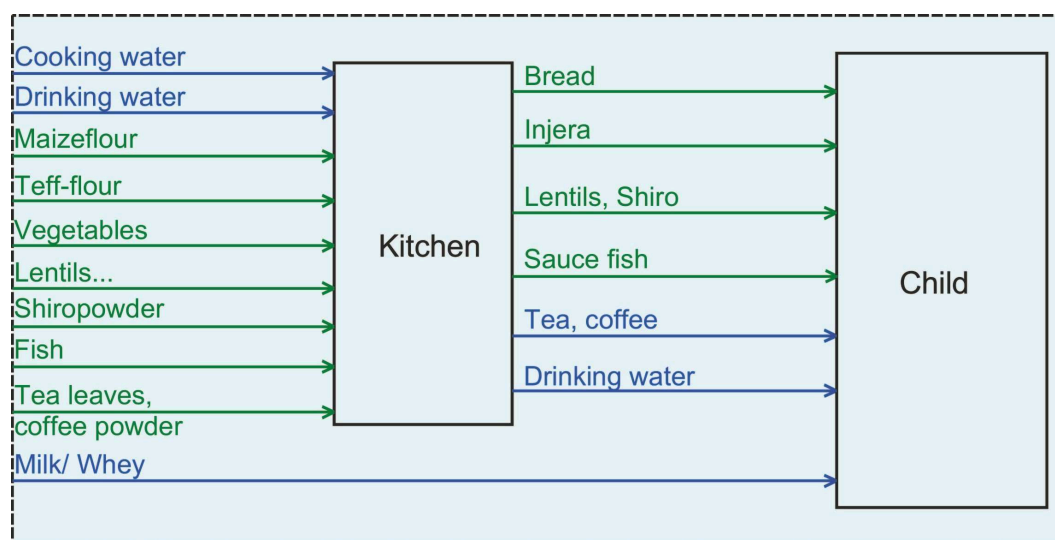 Cooking water
Drinking water
Maizeflour
Teff-flour
Vegetables
Lentils...
Shiropowder
Fish
Tea leaves,
coffee powder
Milk/ Whey
Kitchen
Bread
Injera
Lentils, Shiro
Sauce fish
Tea, coffee
Drinking water
Child